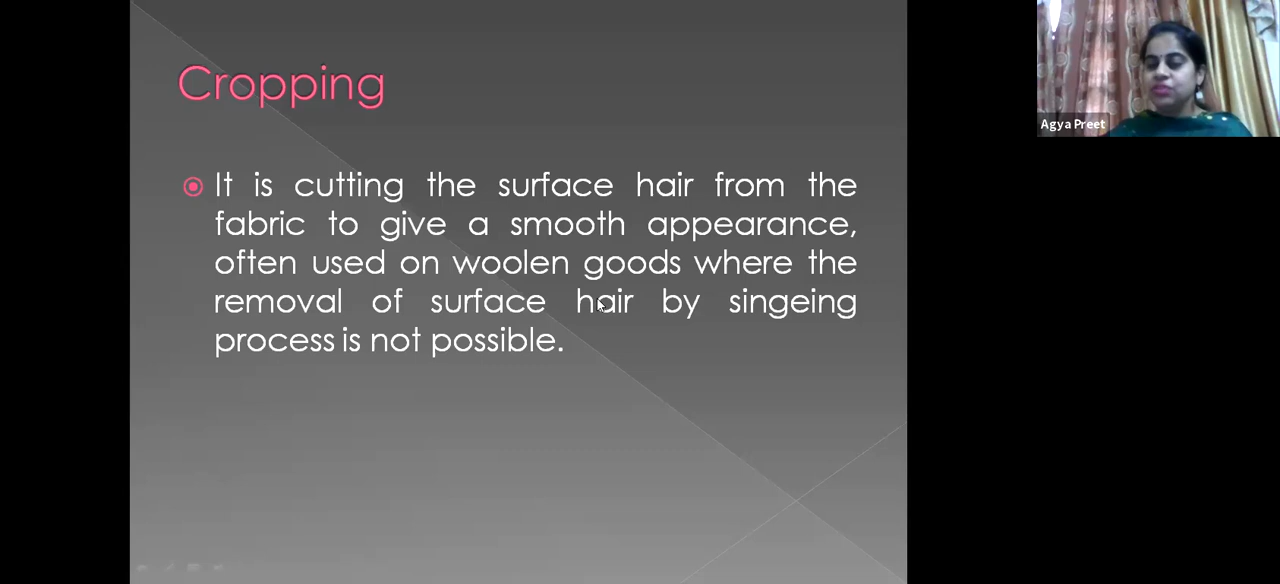 Cropping
It is cutting the surface hair from the
fabric to give a smooth appearance,
often used on woolen goods where the
removal of surface hair by singeing
process is not possible.
Agya Preet